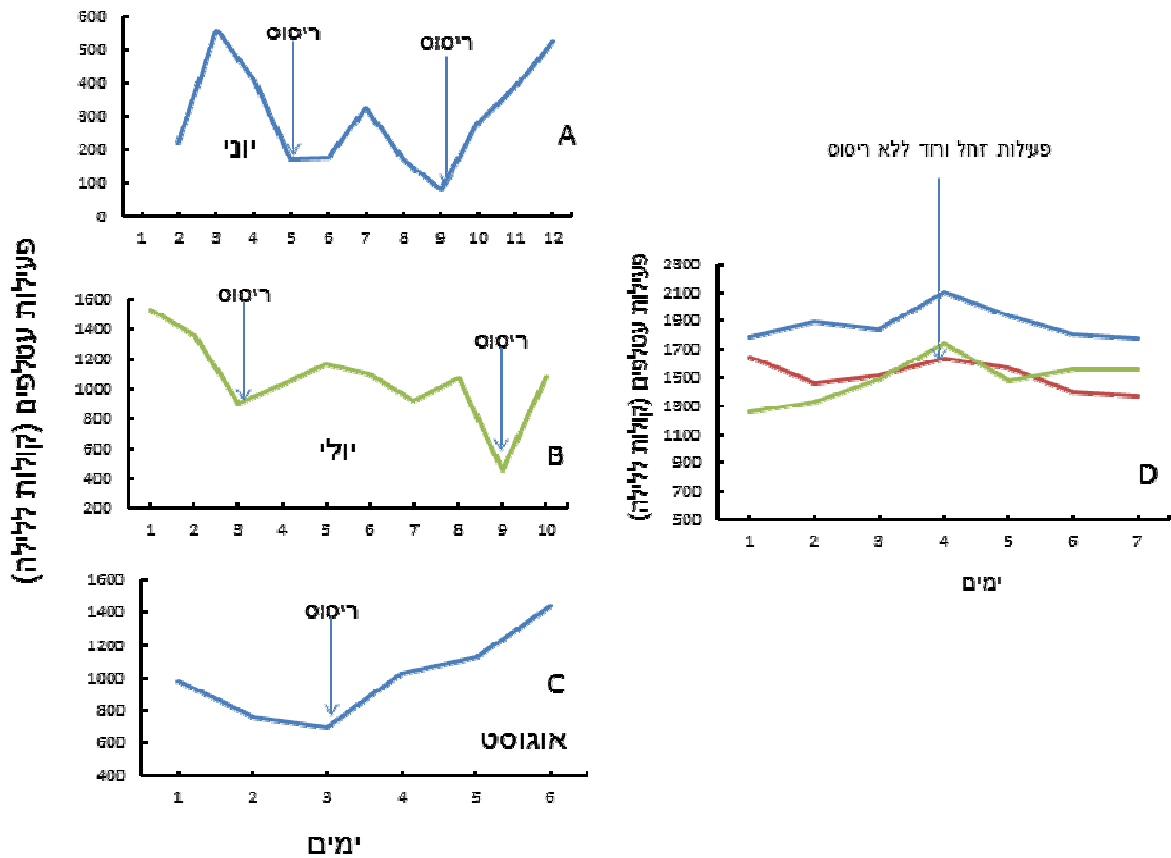 פעילות עטלפים (קולות ללילה)
600
500
400
300
200
100
0
ריסוס
ריסוס
יוני
A
1 2 3 4 5 6 7 8 9 10 11 12
1600
1400
1200
1000
800
600
400
200
ריסוס
ריסוס
יולי
B
1 2 3 4 5 6 7 8 9 10
1600
1400
1200
1000
800
600
400
ריסוס
C
אוגוסט
1 2 3 4 5 6
ימים
פעילות זחל ורוד ללא ריסוס
פעילות עטלפים (קולות ללילה)
2300
2100
1900
1700
1500
1300
1100
900
700
500
D
1 2 3 4 5 6 7
ימים